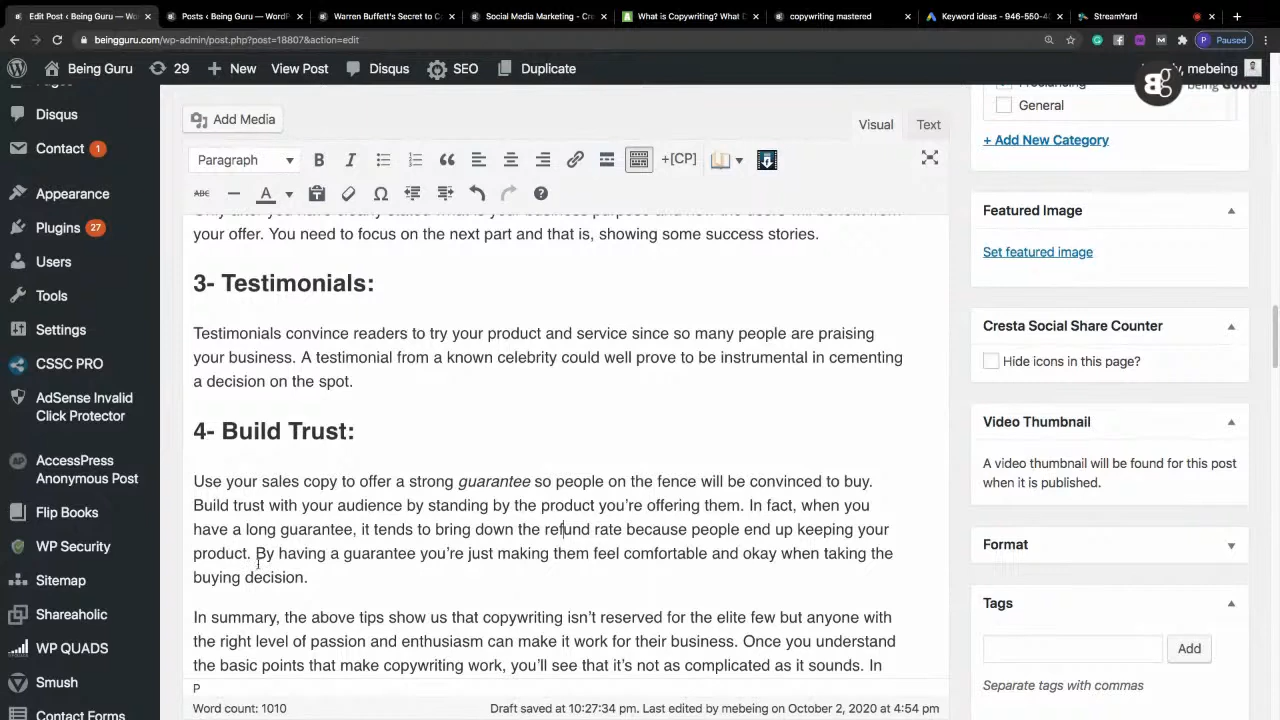 Edit Post ‹ Being Guru — Wor
Posts ‹ Being Guru — WordP
Warren Buffett's Secret to C
Social Media Marketing - Cre
What is Copywriting? What D
copywriting mastered
Keyword ideas - 946-550-4
StreamYard
beingguru.com/wp-admin/post.php?post=18807&action=edit
Paused
Being Guru
29
New
View Post
Disqus
SEO
Duplicate
mebeing
being GURU
Disqus
Contact 1
Appearance
Plugins 27
Users
Tools
Settings
CSSC PRO
AdSense Invalid
Click Protector
AccessPress
Anonymous Post
Flip Books
WP Security
Sitemap
Shareaholic
WP QUADS
Smush
Contact Forms
Add Media
Visual
Text
Paragraph
+[CP]
ABC
your offer. You need to focus on the next part and that is, showing some success stories.
3- Testimonials:
Testimonials convince readers to try your product and service since so many people are praising
your business. A testimonial from a known celebrity could well prove to be instrumental in cementing
a decision on the spot.
4- Build Trust:
Use your sales copy to offer a strong guarantee so people on the fence will be convinced to buy.
Build trust with your audience by standing by the product you're offering them. In fact, when you
have a long guarantee, it tends to bring down the refund rate because people end up keeping your
product. By having a guarantee you're just making them feel comfortable and okay when taking the
buying decision.
In summary, the above tips show us that copywriting isn't reserved for the elite few but anyone with
the right level of passion and enthusiasm can make it work for their business. Once you understand
the basic points that make copywriting work, you'll see that it's not as complicated as it sounds. In
P
Word count: 1010
Draft saved at 10:27:34 pm. Last edited by mebeing on October 2, 2020 at 4:54 pm
General
+ Add New Category
Featured Image
Set featured image
Cresta Social Share Counter
Hide icons in this page?
Video Thumbnail
A video thumbnail will be found for this post
when it is published.
Format
Tags
Add
Separate tags with commas